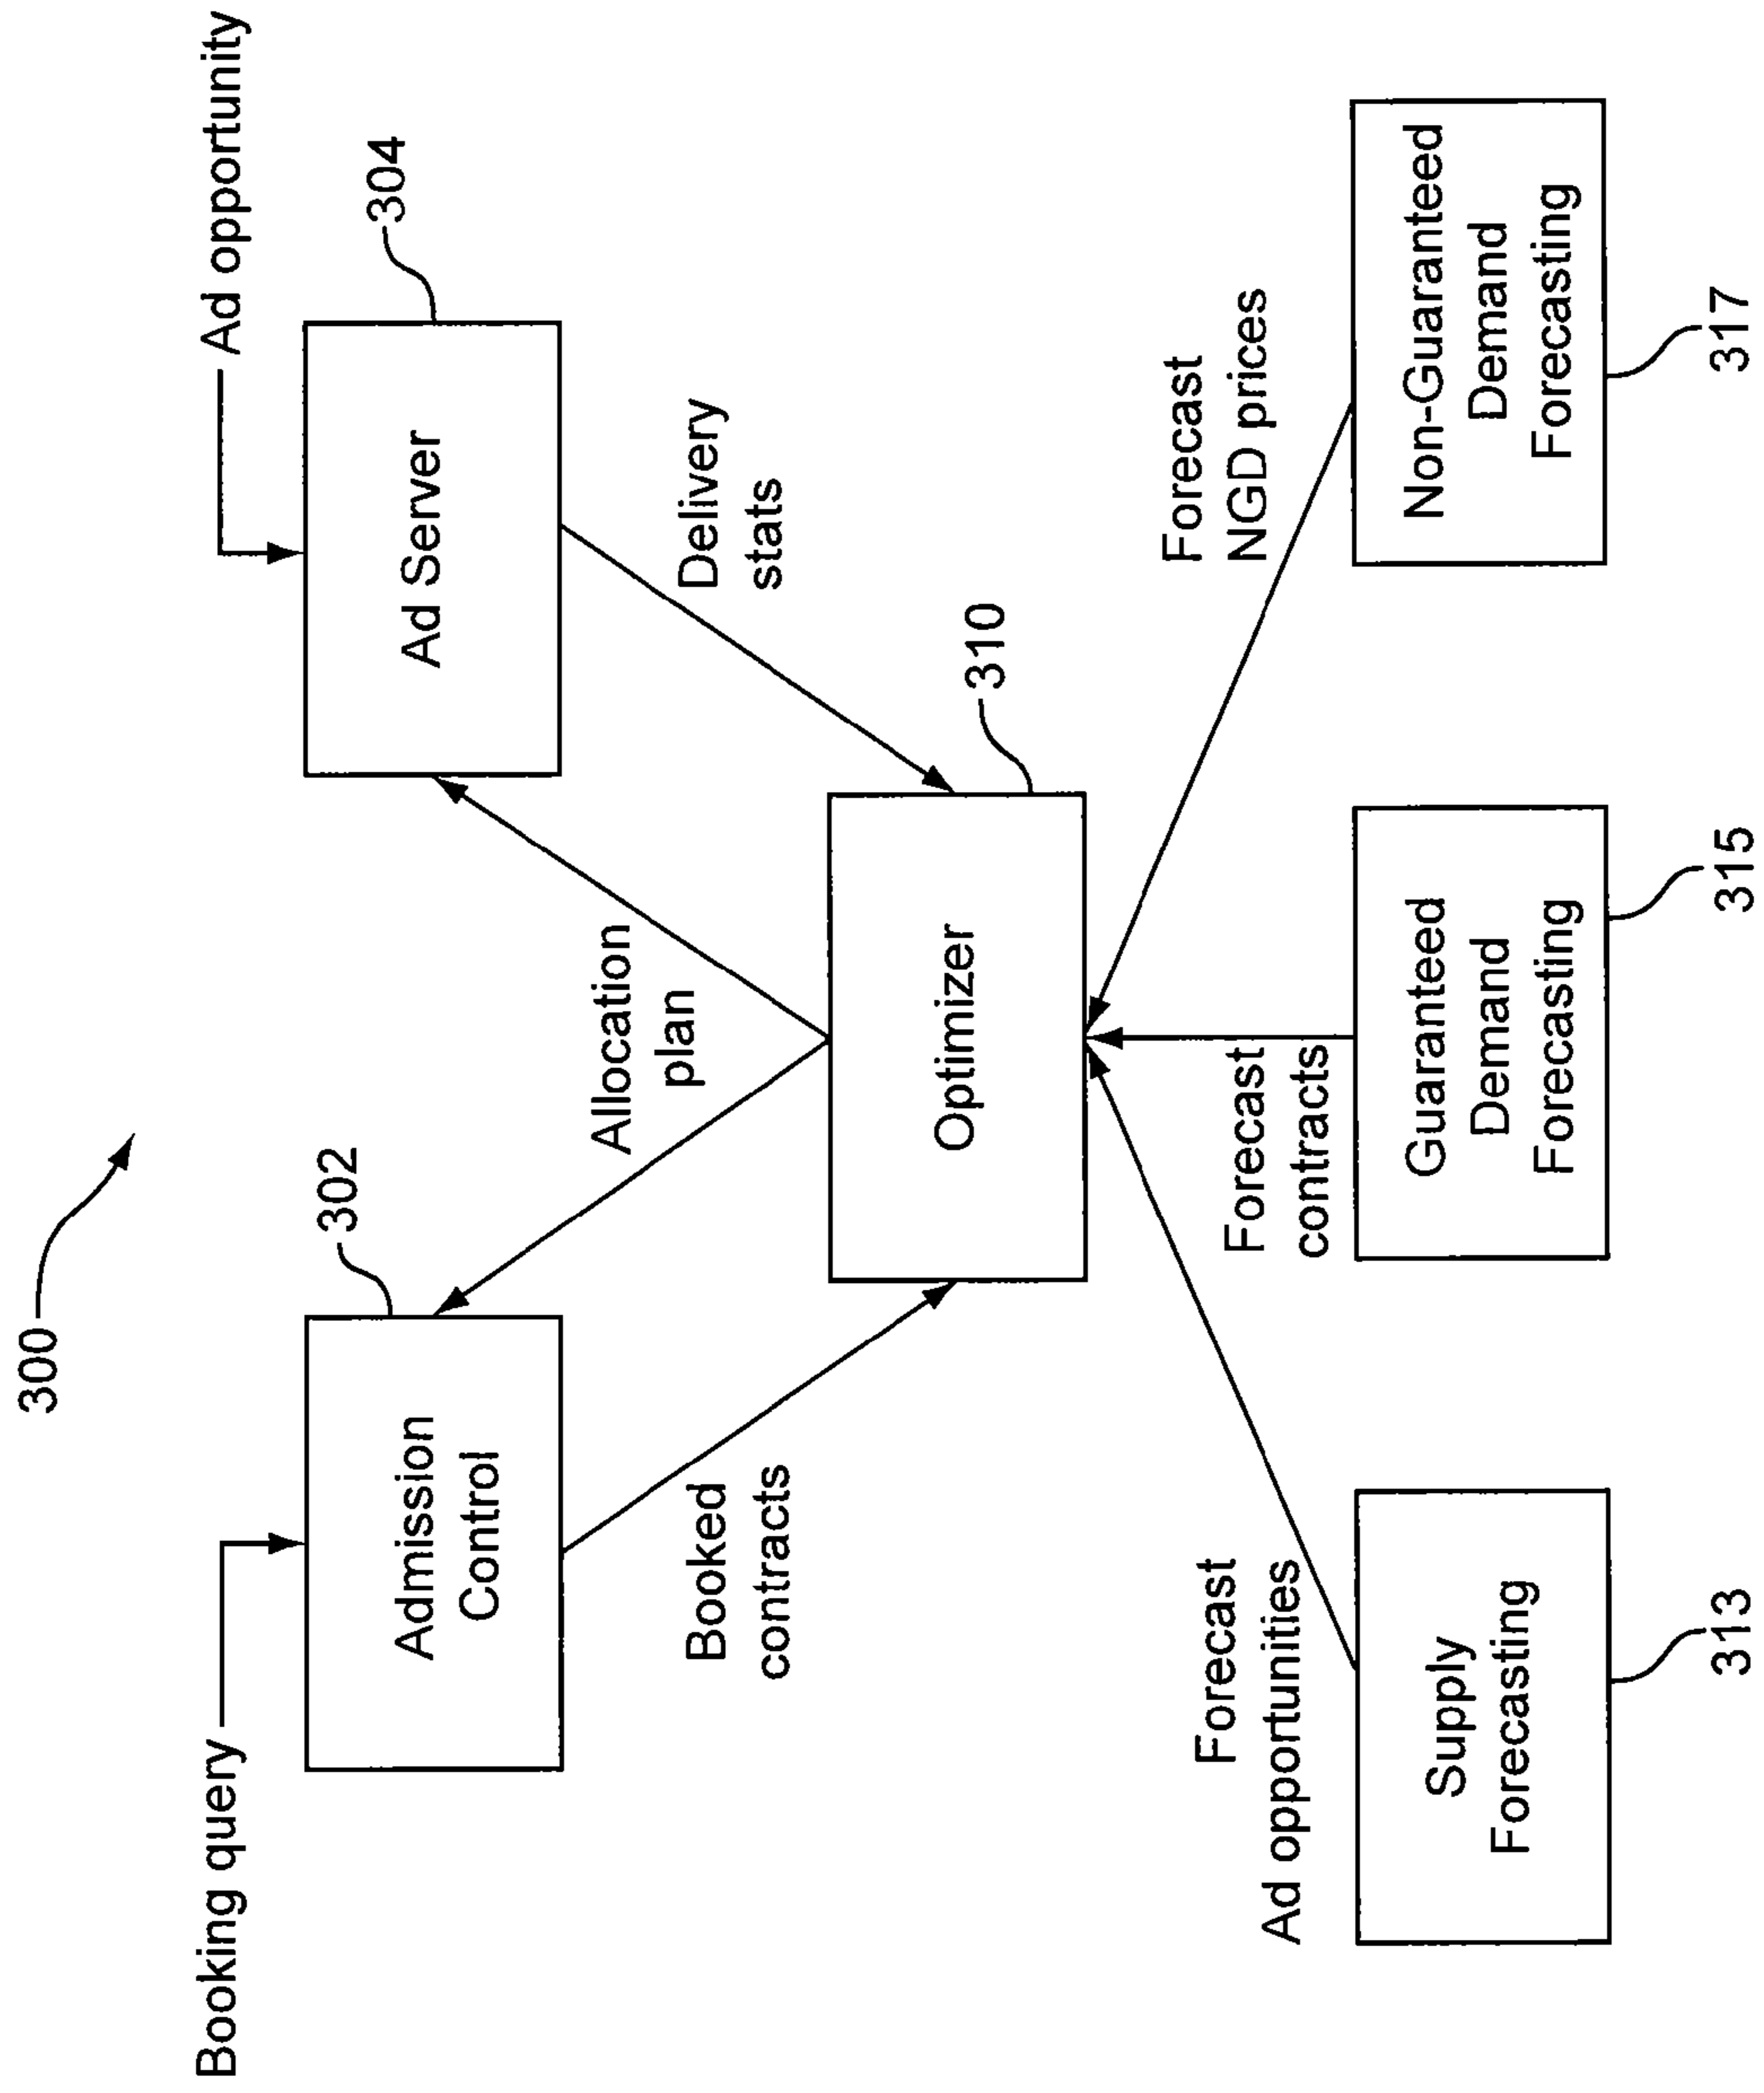 300
Booking query
Ad opportunity
302
304
Admission
Control
Ad Server
Allocation
plan
Booked
contracts
Delivery
stats
Optimizer
310
Forecast
Ad opportunities
Forecast
contracts
Forecast
NGD prices
Supply
Forecasting
Guaranteed
Demand
Forecasting
Non-Guaranteed
Demand
Forecasting
313
315
317